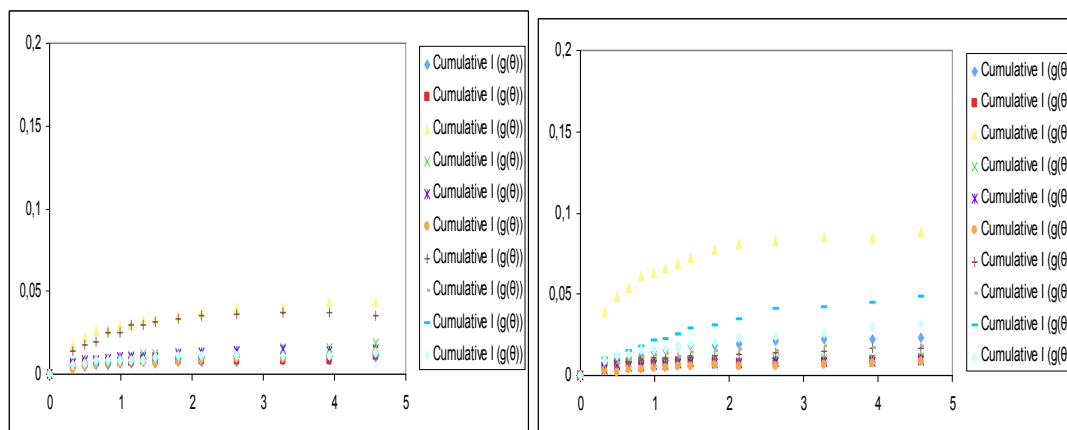 0,2
0,15
0,1
0,05
0
0 1 2 3 4 5
Cumulative I (g(θ))
Cumulative I (g(θ))
Cumulative I (g(θ))
Cumulative I (g(θ))
Cumulative I (g(θ))
Cumulative I (g(θ))
Cumulative I (g(θ))
Cumulative I (g(θ))
Cumulative I (g(θ))
Cumulative I (g(θ))
0,2
0,15
0,1
0,05
0
0 1 2 3 4 5
Cumulative I (g(θ
Cumulative I (g(θ
Cumulative I (g(θ
Cumulative I (g(θ
Cumulative I (g(θ
Cumulative I (g(θ
Cumulative I (g(θ
Cumulative I (g(θ
Cumulative I (g(θ
Cumulative I (g(θ